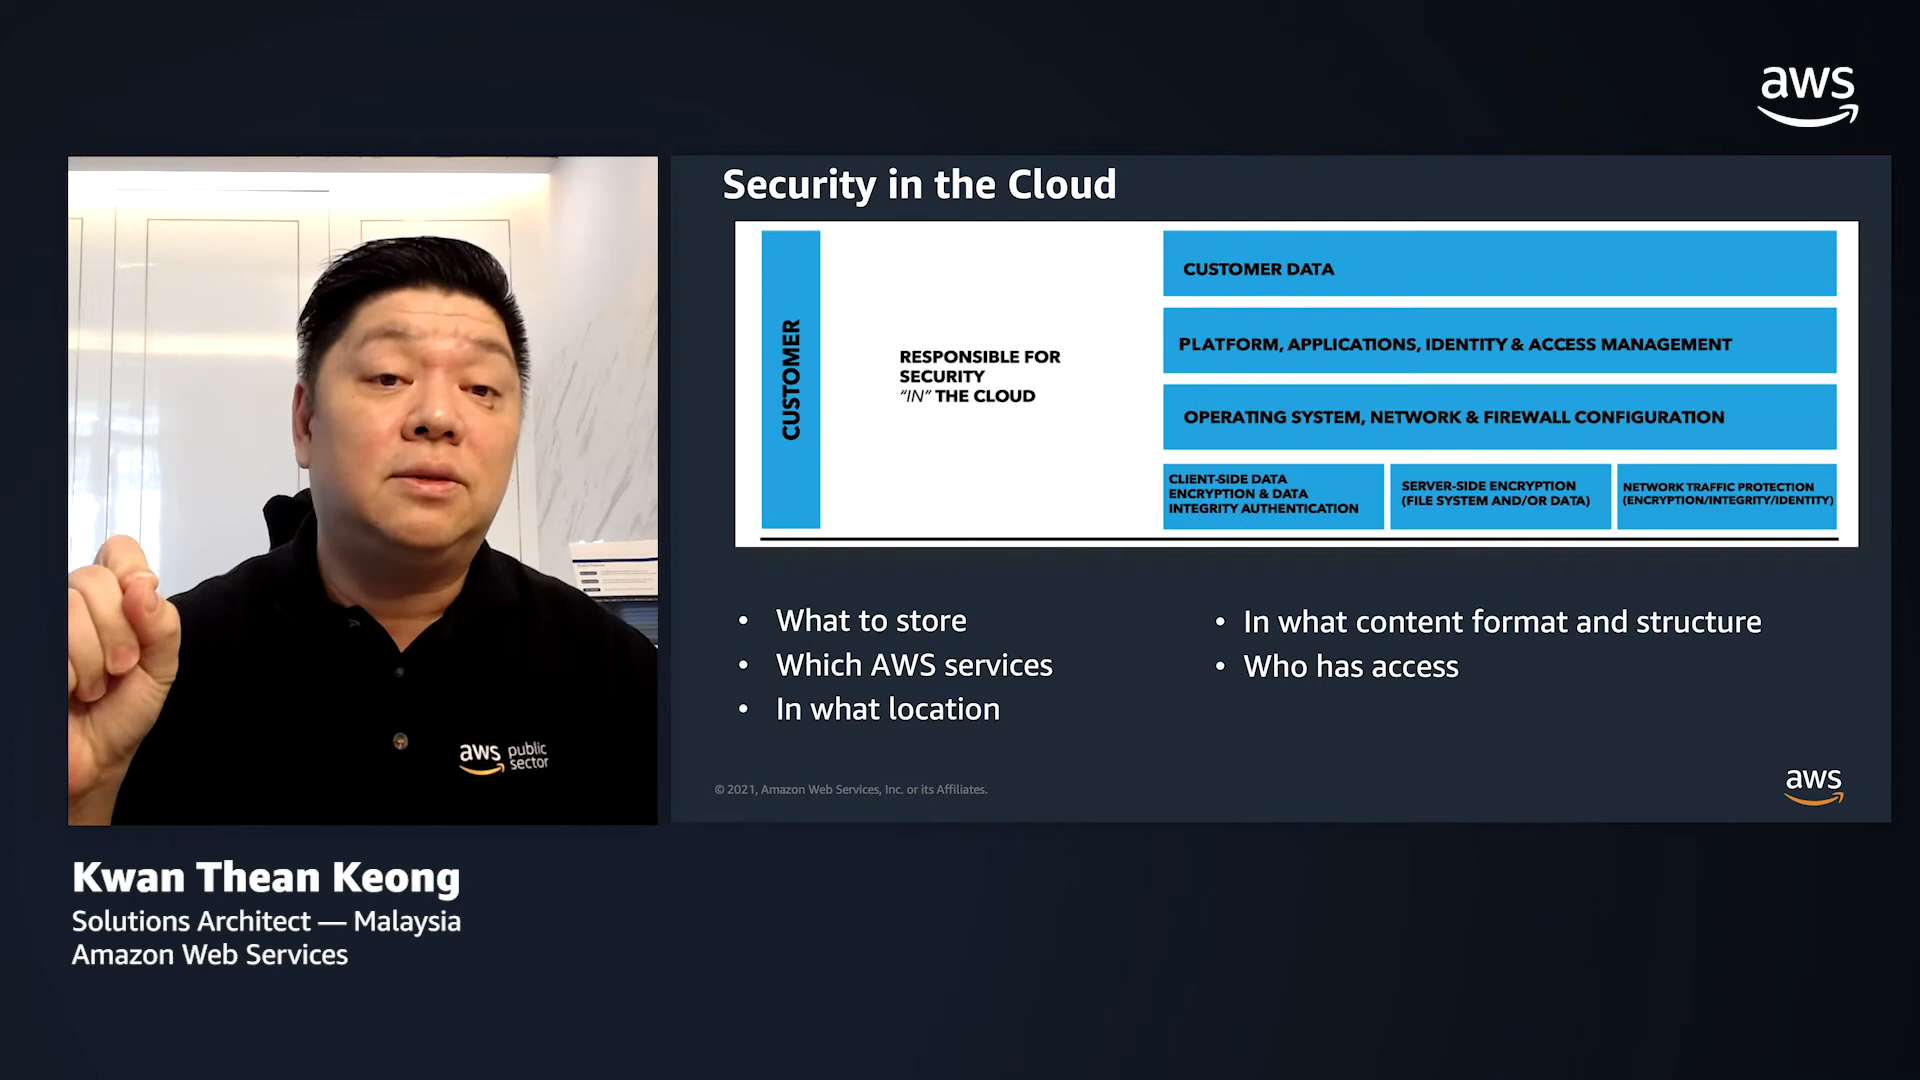 aws
Security in the Cloud
CUSTOMER
RESPONSIBLE FOR
SECURITY
"IN" THE CLOUD
CUSTOMER DATA
PLATFORM, APPLICATIONS, IDENTITY & ACCESS MANAGEMENT
OPERATING SYSTEM, NETWORK & FIREWALL CONFIGURATION
CLIENT-SIDE DATA
ENCRYPTION & DATA
INTEGRITY AUTHENTICATION
SERVER-SIDE ENCRYPTION
(FILE SYSTEM AND/OR DATA)
NETWORK TRAFFIC PROTECTION
(ENCRYPTION/INTEGRITY/IDENTITY)
• What to store
• Which AWS services
• In what location
• In what content format and structure
• Who has access
© 2021, Amazon Web Services, Inc. or its Affiliates.
aws
aws public
sector
Kwan Thean Keong
Solutions Architect — Malaysia
Amazon Web Services